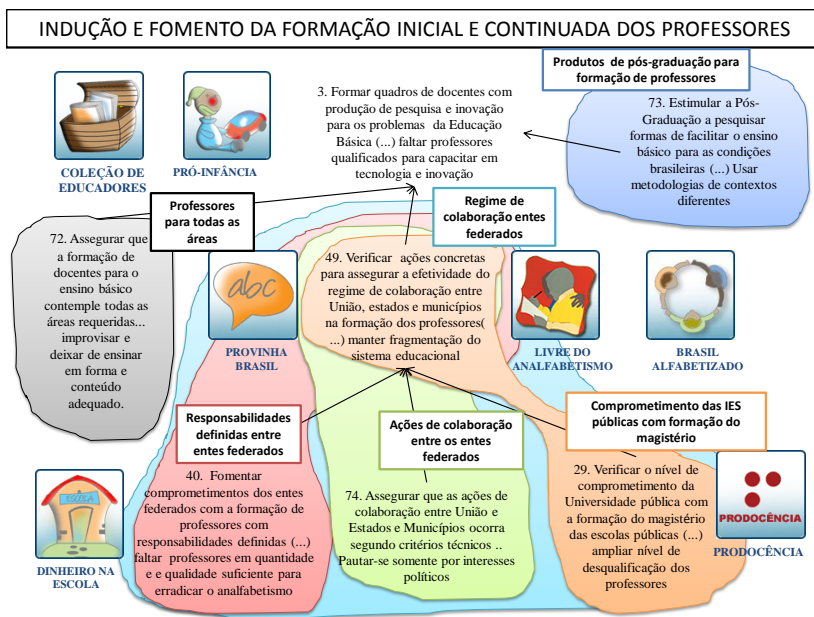 INDUÇÃO E FOMENTO DA FORMAÇÃO INICIAL E CONTINUADA DOS PROFESSORES
Produtos de pós-graduação para
formação de professores
COLEÇÃO DE
EDUCADORES
PRÓ-INFÂNCIA
3. Formar quadros de docentes com
produção de pesquisa e inovação
para os problemas da Educação
Básica (...) faltar professores
qualificados para capacitar em
tecnologia e inovação
73. Estimular a Pós-
Graduação a pesquisar
formas de facilitar o ensino
básico para as condições
brasileiras (...) Usar
metodologias de contextos
diferentes
Professores
para todas as
áreas
Regime de
colaboração entes
federados
72. Assegurar que
a formação de
docentes para o
ensino básico
contemple todas as
áreas requeridas...
improvisar e
deixar de ensinar
em forma e
conteúdo
adequado.
abc
PROVINHA
BRASIL
49. Verificar ações concretas
para assegurar a efetividade do
regime de colaboração entre
União, estados e municípios
na formação dos professores(
...) manter fragmentação do
sistema educacional
LIVRE DO
ANALFABETISMO
BRASIL
ALFABETIZADO
Responsabilidades
definidas entre
entes federados
Ações de colaboração
entre os entes
federados
Comprometimento das IES
públicas com formação do
magistério
ESCOLA
DINHEIRO NA
ESCOLA
40. Fomentar
comprometimentos dos entes
federados com a formação de
professores com
responsabilidades definidas (...)
faltar professores em quantidade
e e qualidade suficiente para
erradicar o analfabetismo
74. Assegurar que as ações de
colaboração entre União e
Estados e Municípios ocorra
segundo critérios técnicos ..
Pautar-se somente por interesses
políticos
29. Verificar o nível de
comprometimento da
Universidade pública com
a formação do magistério
das escolas públicas (...)
ampliar nível de
desqualificação dos
professores
PRODOCÊNCIA
PRODOCÊNCIA